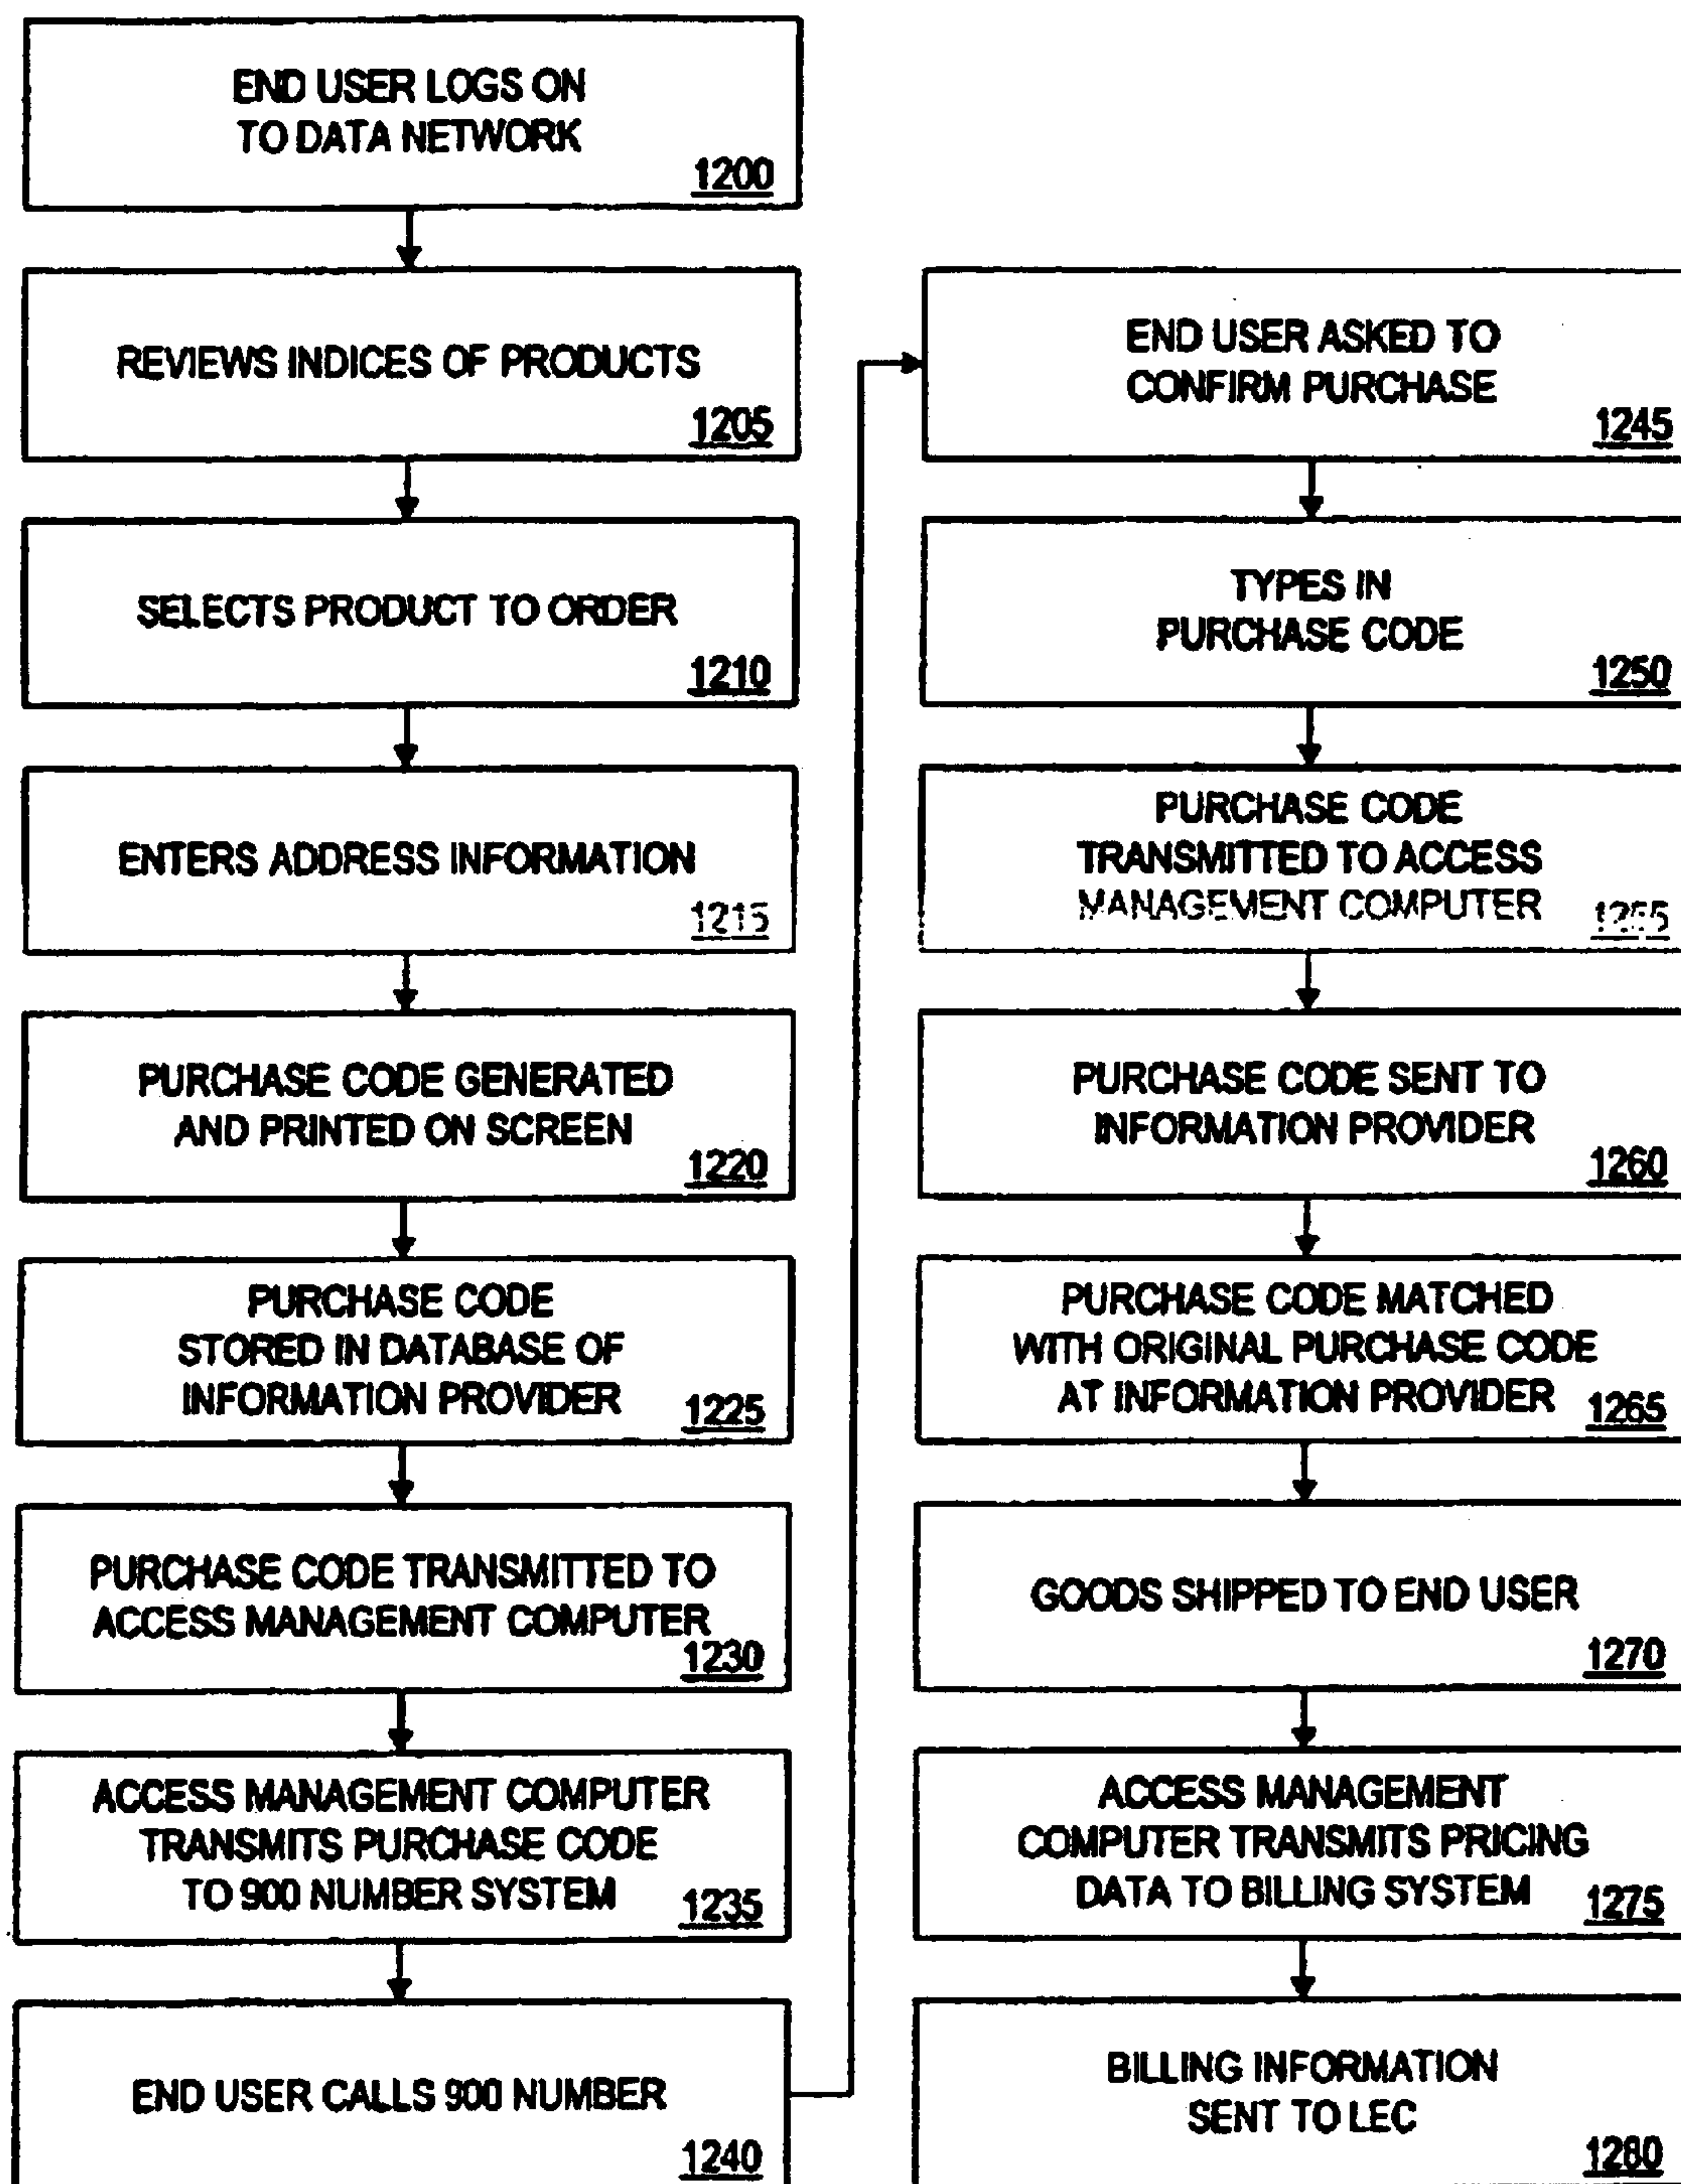 END USER LOGS ON
TO DATA NETWORK
1200
REVIEWS INDICES OF PRODUCTS
1205
SELECTS PRODUCT TO ORDER
1210
ENTERS ADDRESS INFORMATION
1215
PURCHASE CODE GENERATED
AND PRINTED ON SCREEN
1220
PURCHASE CODE
STORED IN DATABASE OF
INFORMATION PROVIDER 1225
PURCHASE CODE TRANSMITTED TO
ACCESS MANAGEMENT COMPUTER
1230
ACCESS MANAGEMENT COMPUTER
TRANSMITS PURCHASE CODE
TO 900 NUMBER SYSTEM 1235
END USER CALLS 900 NUMBER
1240
END USER ASKED TO
CONFIRM PURCHASE
1245
TYPES IN
PURCHASE CODE
1250
PURCHASE CODE
TRANSMITTED TO ACCESS
MANAGEMENT COMPUTER 1255
PURCHASE CODE SENT TO
INFORMATION PROVIDER
1260
PURCHASE CODE MATCHED
WITH ORIGINAL PURCHASE CODE
AT INFORMATION PROVIDER 1265
GOODS SHIPPED TO END USER
1270
ACCESS MANAGEMENT
COMPUTER TRANSMITS PRICING
DATA TO BILLING SYSTEM 1275
BILLING INFORMATION
SENT TO LEC
1280